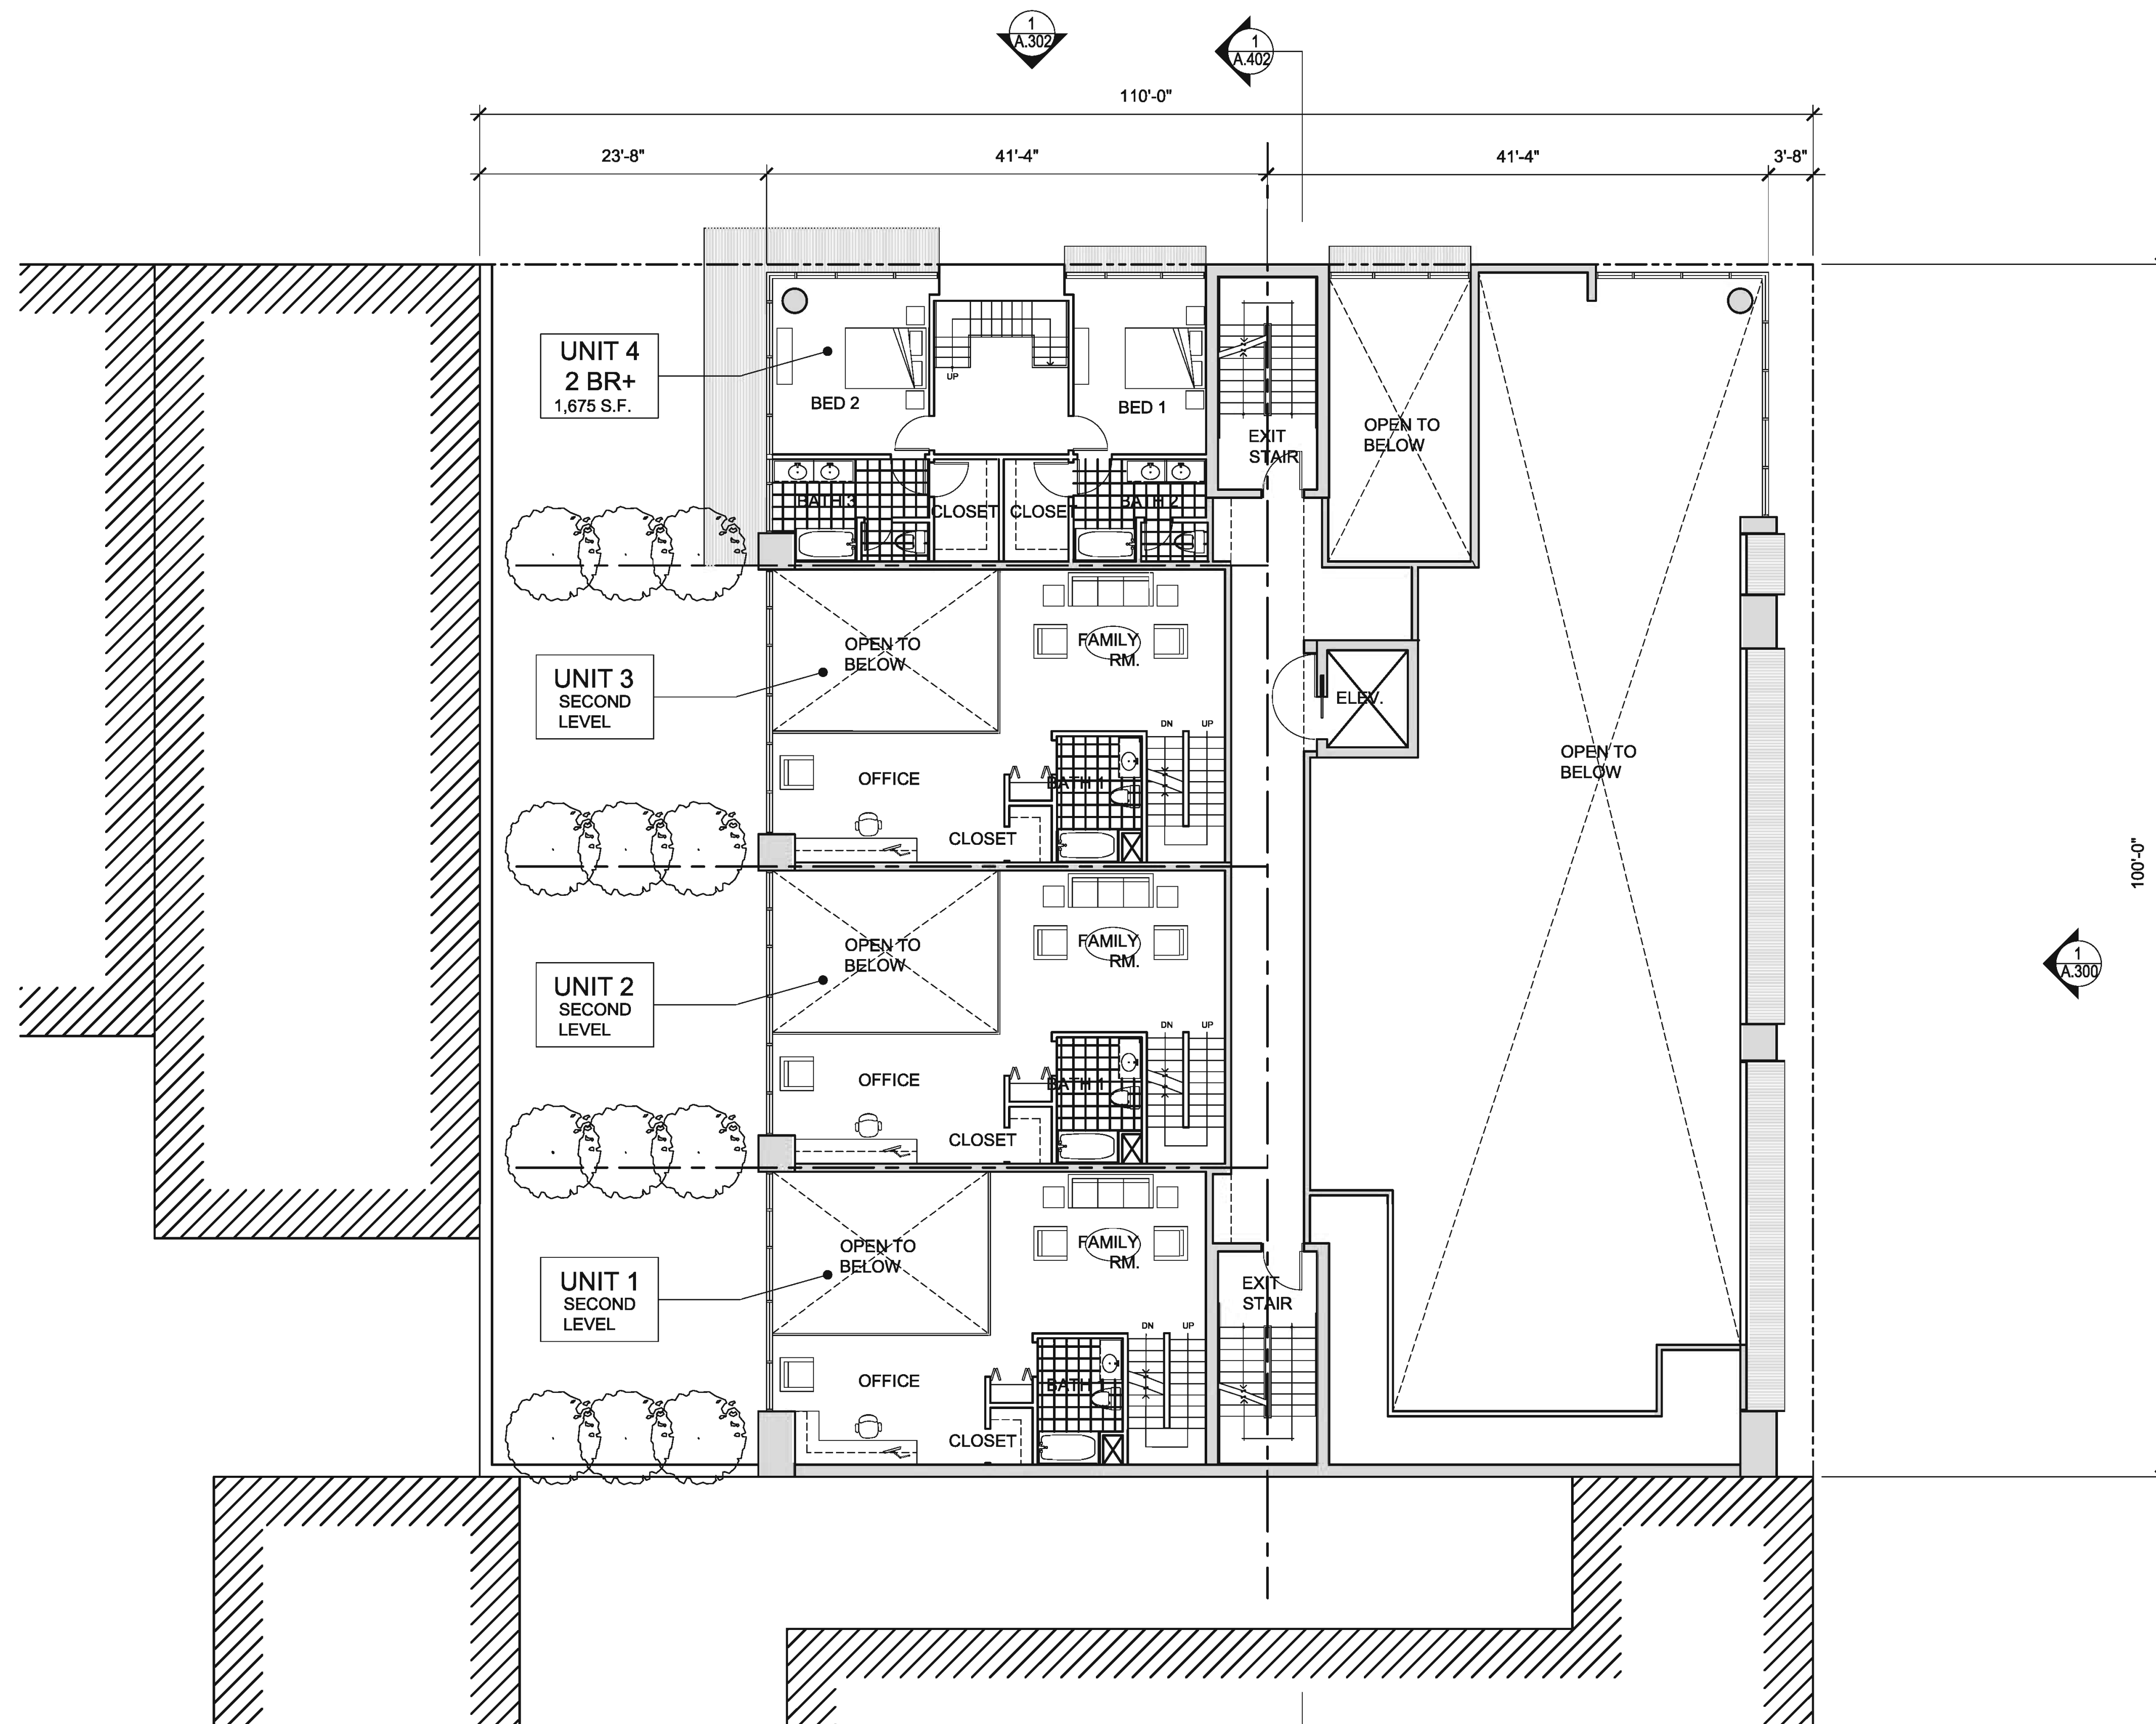 1
A.302
1
A.402
110'-0"
23'-8"
41'-4"
41'-4"
3'-8"
UNIT 4
2 BR+
1,675 S.F.
UP
BED 2
BED 1
EXIT
STAIR
OPEN TO
BELOW
BATH 3
CLOSET
CLOSET
BATH 2
UNIT 3
SECOND
LEVEL
OPEN TO
BELOW
FAMILY
RM.
ELEV.
DN
UP
OFFICE
BATH 1
CLOSET
OPEN TO
BELOW
100'-0"
1
A.300
UNIT 2
SECOND
LEVEL
OPEN TO
BELOW
FAMILY
RM.
DN
UP
OFFICE
BATH 1
CLOSET
UNIT 1
SECOND
LEVEL
OPEN TO
BELOW
FAMILY
RM.
EXIT
STAIR
DN
UP
OFFICE
BATH 1
CLOSET